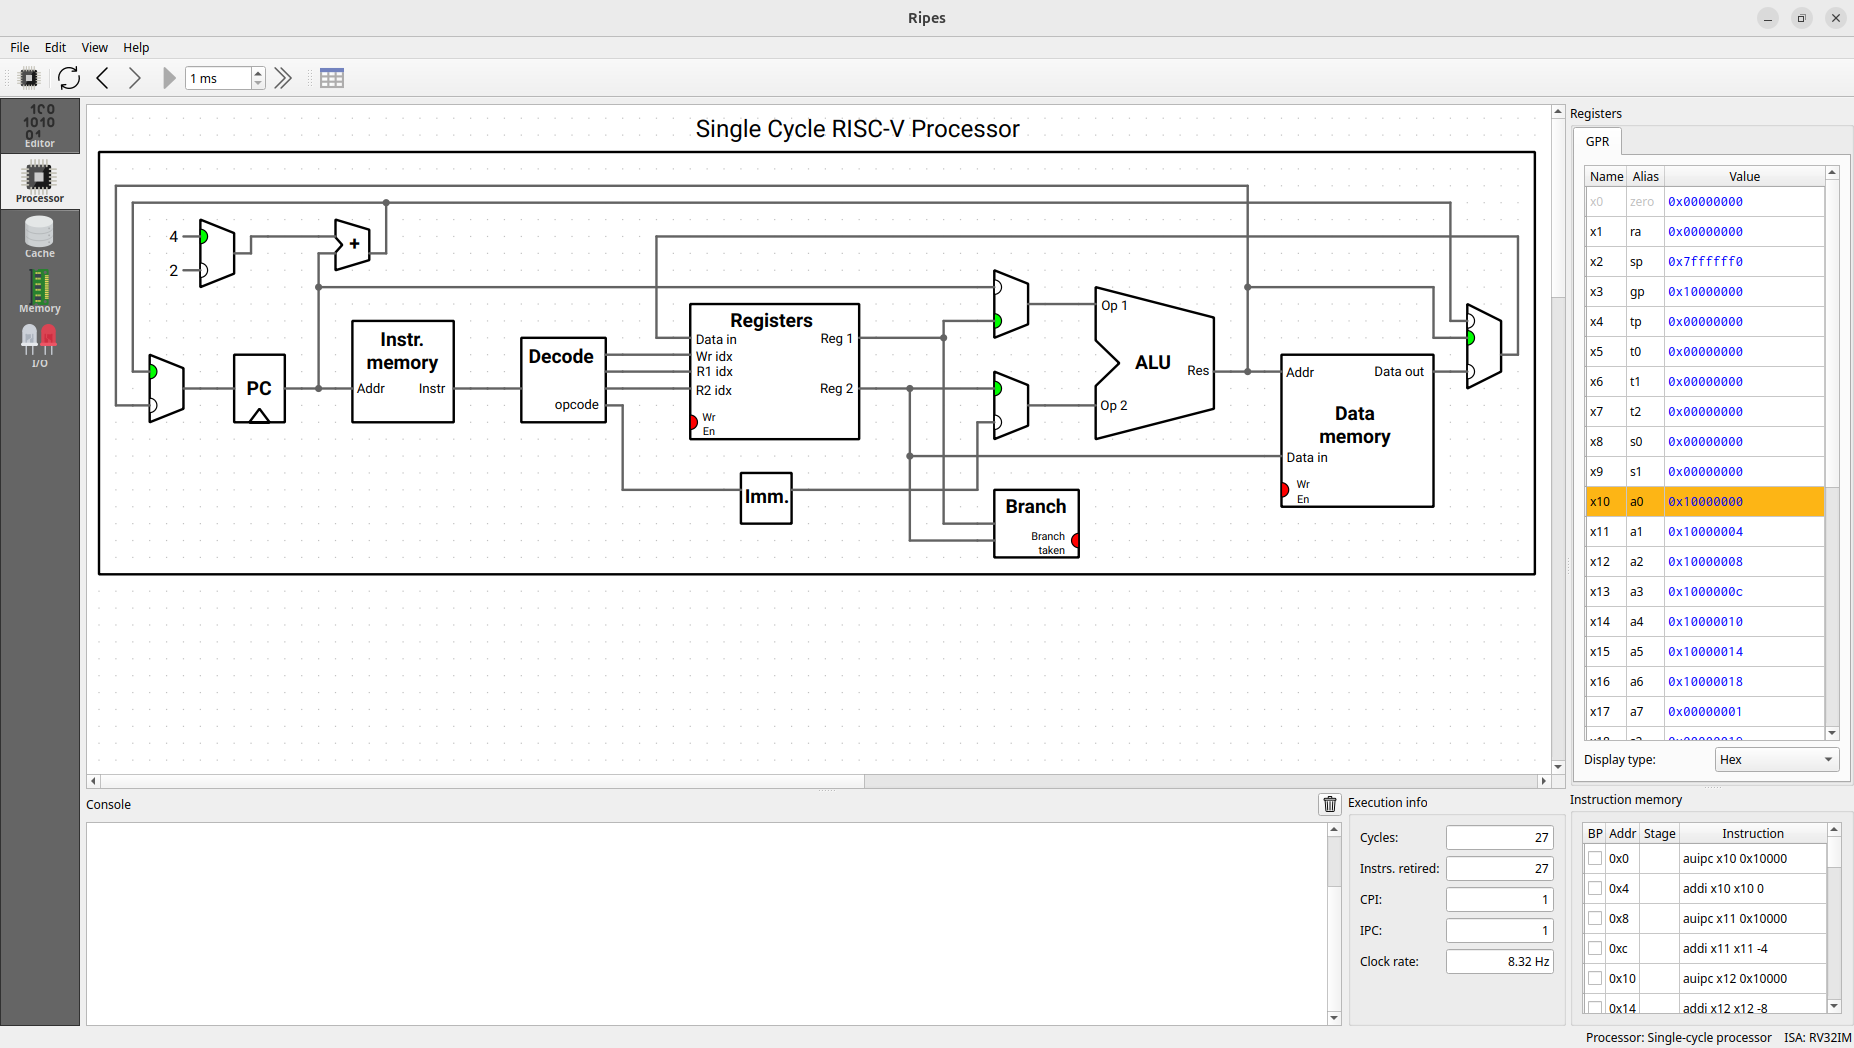 Ripes
File Edit View Help
1 ms
Editor
Processor
Cache
Memory
I/O
Single Cycle RISC-V Processor
4
2
+
PC
Instr. memory
Addr Instr
Decode
opcode
Registers
Data in
Wr idx
R1 idx
R2 idx
Wr
En
Reg 1
Reg 2
Imm.
Op 1
Op 2
ALU
Res
Branch
Branch
taken
Addr
Data out
Data
memory
Data in
Wr
En
Registers
GPR
Name Alias Value
x0 zero 0x00000000
x1 ra 0x00000000
x2 sp 0x7ffffff0
x3 gp 0x10000000
x4 tp 0x00000000
x5 t0 0x00000000
x6 t1 0x00000000
x7 t2 0x00000000
x8 s0 0x00000000
x9 s1 0x00000000
x10 a0 0x10000000
x11 a1 0x10000004
x12 a2 0x10000008
x13 a3 0x1000000c
x14 a4 0x10000010
x15 a5 0x10000014
x16 a6 0x10000018
x17 a7 0x00000001
Display type: Hex
Console
Execution info
Cycles: 27
Instrs. retired: 27
CPI: 1
IPC: 1
Clock rate: 8.32 Hz
Instruction memory
BP Addr Stage Instruction
0x0 auipc x10 0x10000
0x4 addi x10 x10 0
0x8 auipc x11 0x10000
0xc addi x11 x11 -4
0x10 auipc x12 0x10000
0x14 addi x12 x12 -8
Processor: Single-cycle processor ISA: RV32IM